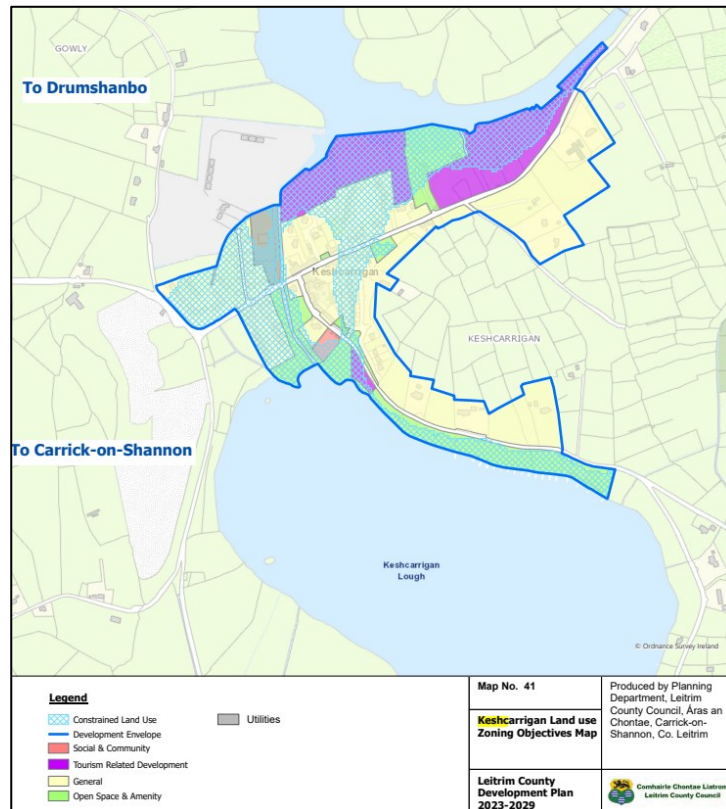 GOWLY
To Drumshanbo
Keshcarrigan
KESHCARRIGAN
To Carrick-on-Shannon
Keshcarrigan
Lough
© Ordnance Survey Ireland
Legend
Constrained Land Use
Development Envelope
Social & Community
Tourism Related Development
General
Open Space & Amenity
Utilities
Map No. 41
Keshcarrigan Land use
Zoning Objectives Map
Leitrim County
Development Plan
2023-2029
Produced by Planning
Department, Leitrim
County Council, Áras an
Chontae, Carrick-on-
Shannon, Co. Leitrim
Comhairle Chontae Liatroma
Leitrim County Council